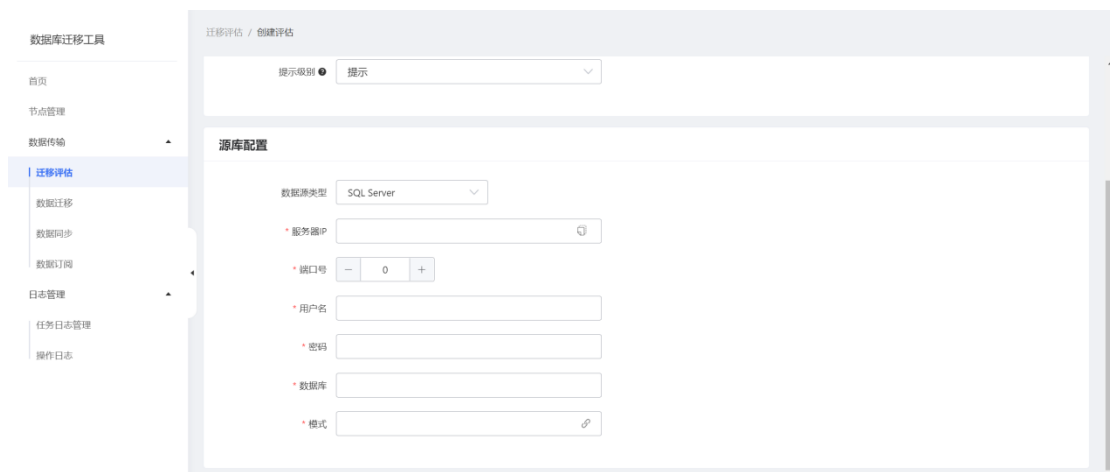 数据库迁移工具
首页
节点管理
数据传输
迁移评估
数据迁移
数据同步
数据订阅
日志管理
任务日志管理
操作日志
迁移评估 / 创建评估
提示级别 提示
源库配置
数据源类型 SQL Server
* 服务器IP
* 端口号 − 0 +
* 用户名
* 密码
* 数据库
* 模式